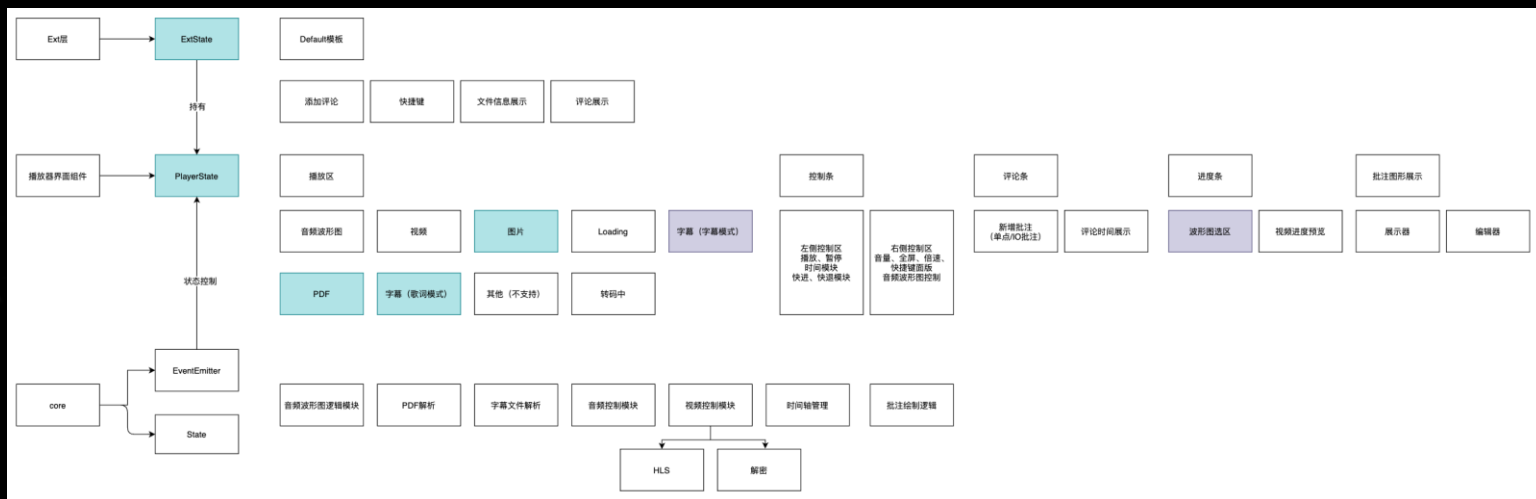 Ext层
ExtState
Default模板
持有
添加评论
快捷键
文件信息展示
评论展示
播放器界面组件
PlayerState
播放区
控制条
评论条
进度条
批注图形展示
音频波形图
视频
图片
Loading
字幕（字幕模式）
左侧控制区
播放、暂停
时间模块
快进、快退模块
右侧控制区
音量、全屏、倍速、
快捷键面版
音频波形图控制
新增批注
（单点/IO批注）
评论时间展示
波形图选区
视频进度预览
展示器
编辑器
状态控制
PDF
字幕（歌词模式）
其他（不支持）
转码中
core
EventEmitter
State
音频波形图逻辑模块
PDF解析
字幕文件解析
音频控制模块
视频控制模块
时间轴管理
批注绘制逻辑
HLS
解密